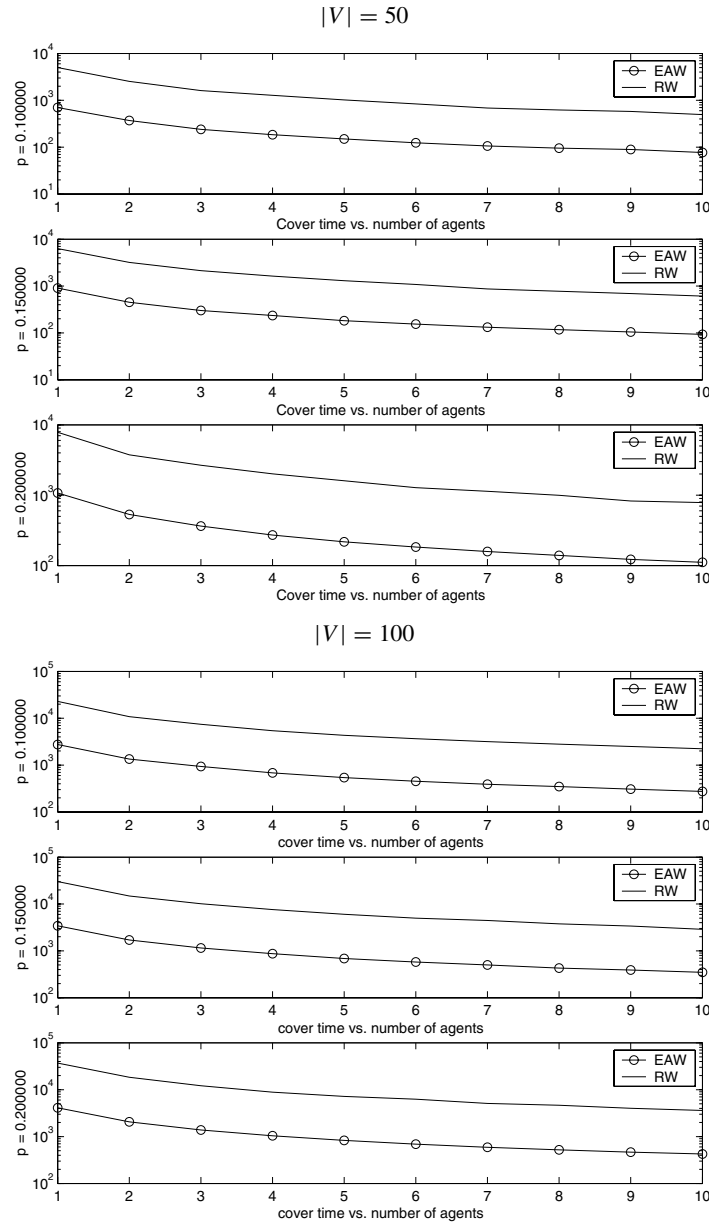 |V| = 50
10^4
10^3
10^2
10^1
p = 0.100000
EAW
RW
1 2 3 4 5 6 7 8 9 10
Cover time vs. number of agents
10^4
10^3
10^2
10^1
p = 0.150000
EAW
RW
1 2 3 4 5 6 7 8 9 10
Cover time vs. number of agents
10^4
10^3
10^2
p = 0.200000
EAW
RW
1 2 3 4 5 6 7 8 9 10
Cover time vs. number of agents
|V| = 100
10^5
10^4
10^3
10^2
p = 0.100000
EAW
RW
1 2 3 4 5 6 7 8 9 10
cover time vs. number of agents
10^5
10^4
10^3
10^2
p = 0.150000
EAW
RW
1 2 3 4 5 6 7 8 9 10
cover time vs. number of agents
10^5
10^4
10^3
10^2
p = 0.200000
EAW
RW
1 2 3 4 5 6 7 8 9 10
cover time vs. number of agents